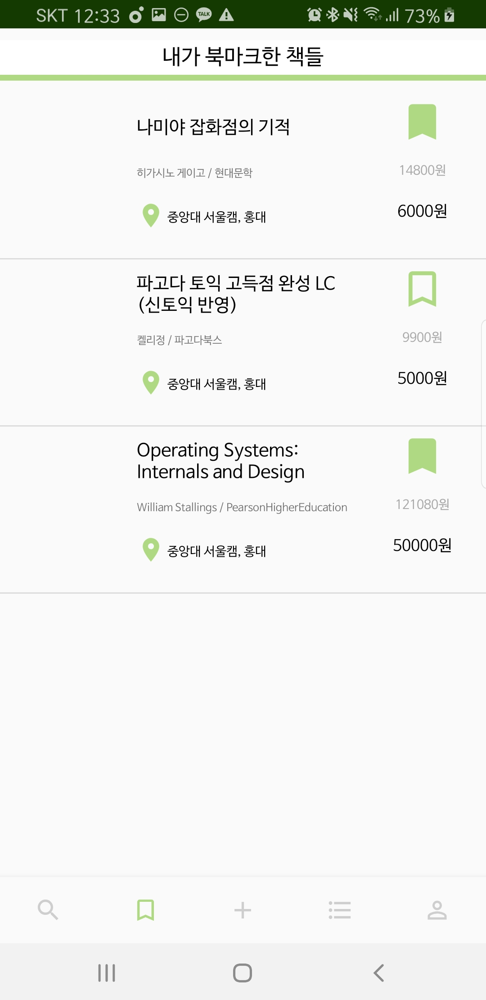 SKT 12:33 TALK 73%
내가 북마크한 책들
나미야 잡화점의 기적
히가시노 게이고 / 현대문학
14800원
중앙대 서울캠, 홍대
6000원
파고다 토익 고득점 완성 LC
(신토익 반영)
켈리정 / 파고다북스
9900원
중앙대 서울캠, 홍대
5000원
Operating Systems:
Internals and Design
William Stallings / PearsonHigherEducation
121080원
중앙대 서울캠, 홍대
50000원